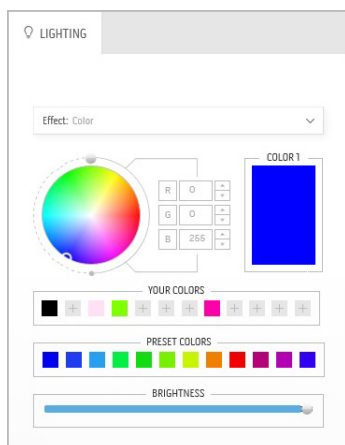 LIGHTING
Effect: Color
COLOR 1
R 0
G 0
B 255
YOUR COLORS
PRESET COLORS
BRIGHTNESS